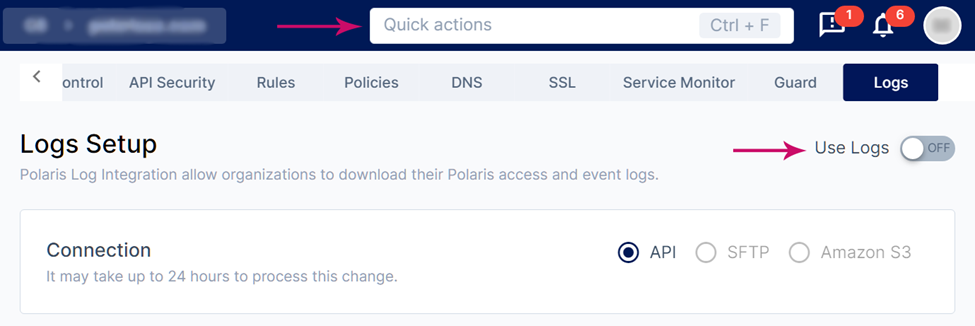 Quick actions Ctrl + F 1 6
ontrol API Security Rules Policies DNS SSL Service Monitor Guard Logs
Logs Setup Use Logs OFF
Polaris Log Integration allow organizations to download their Polaris access and event logs.
Connection API SFTP Amazon S3
It may take up to 24 hours to process this change.